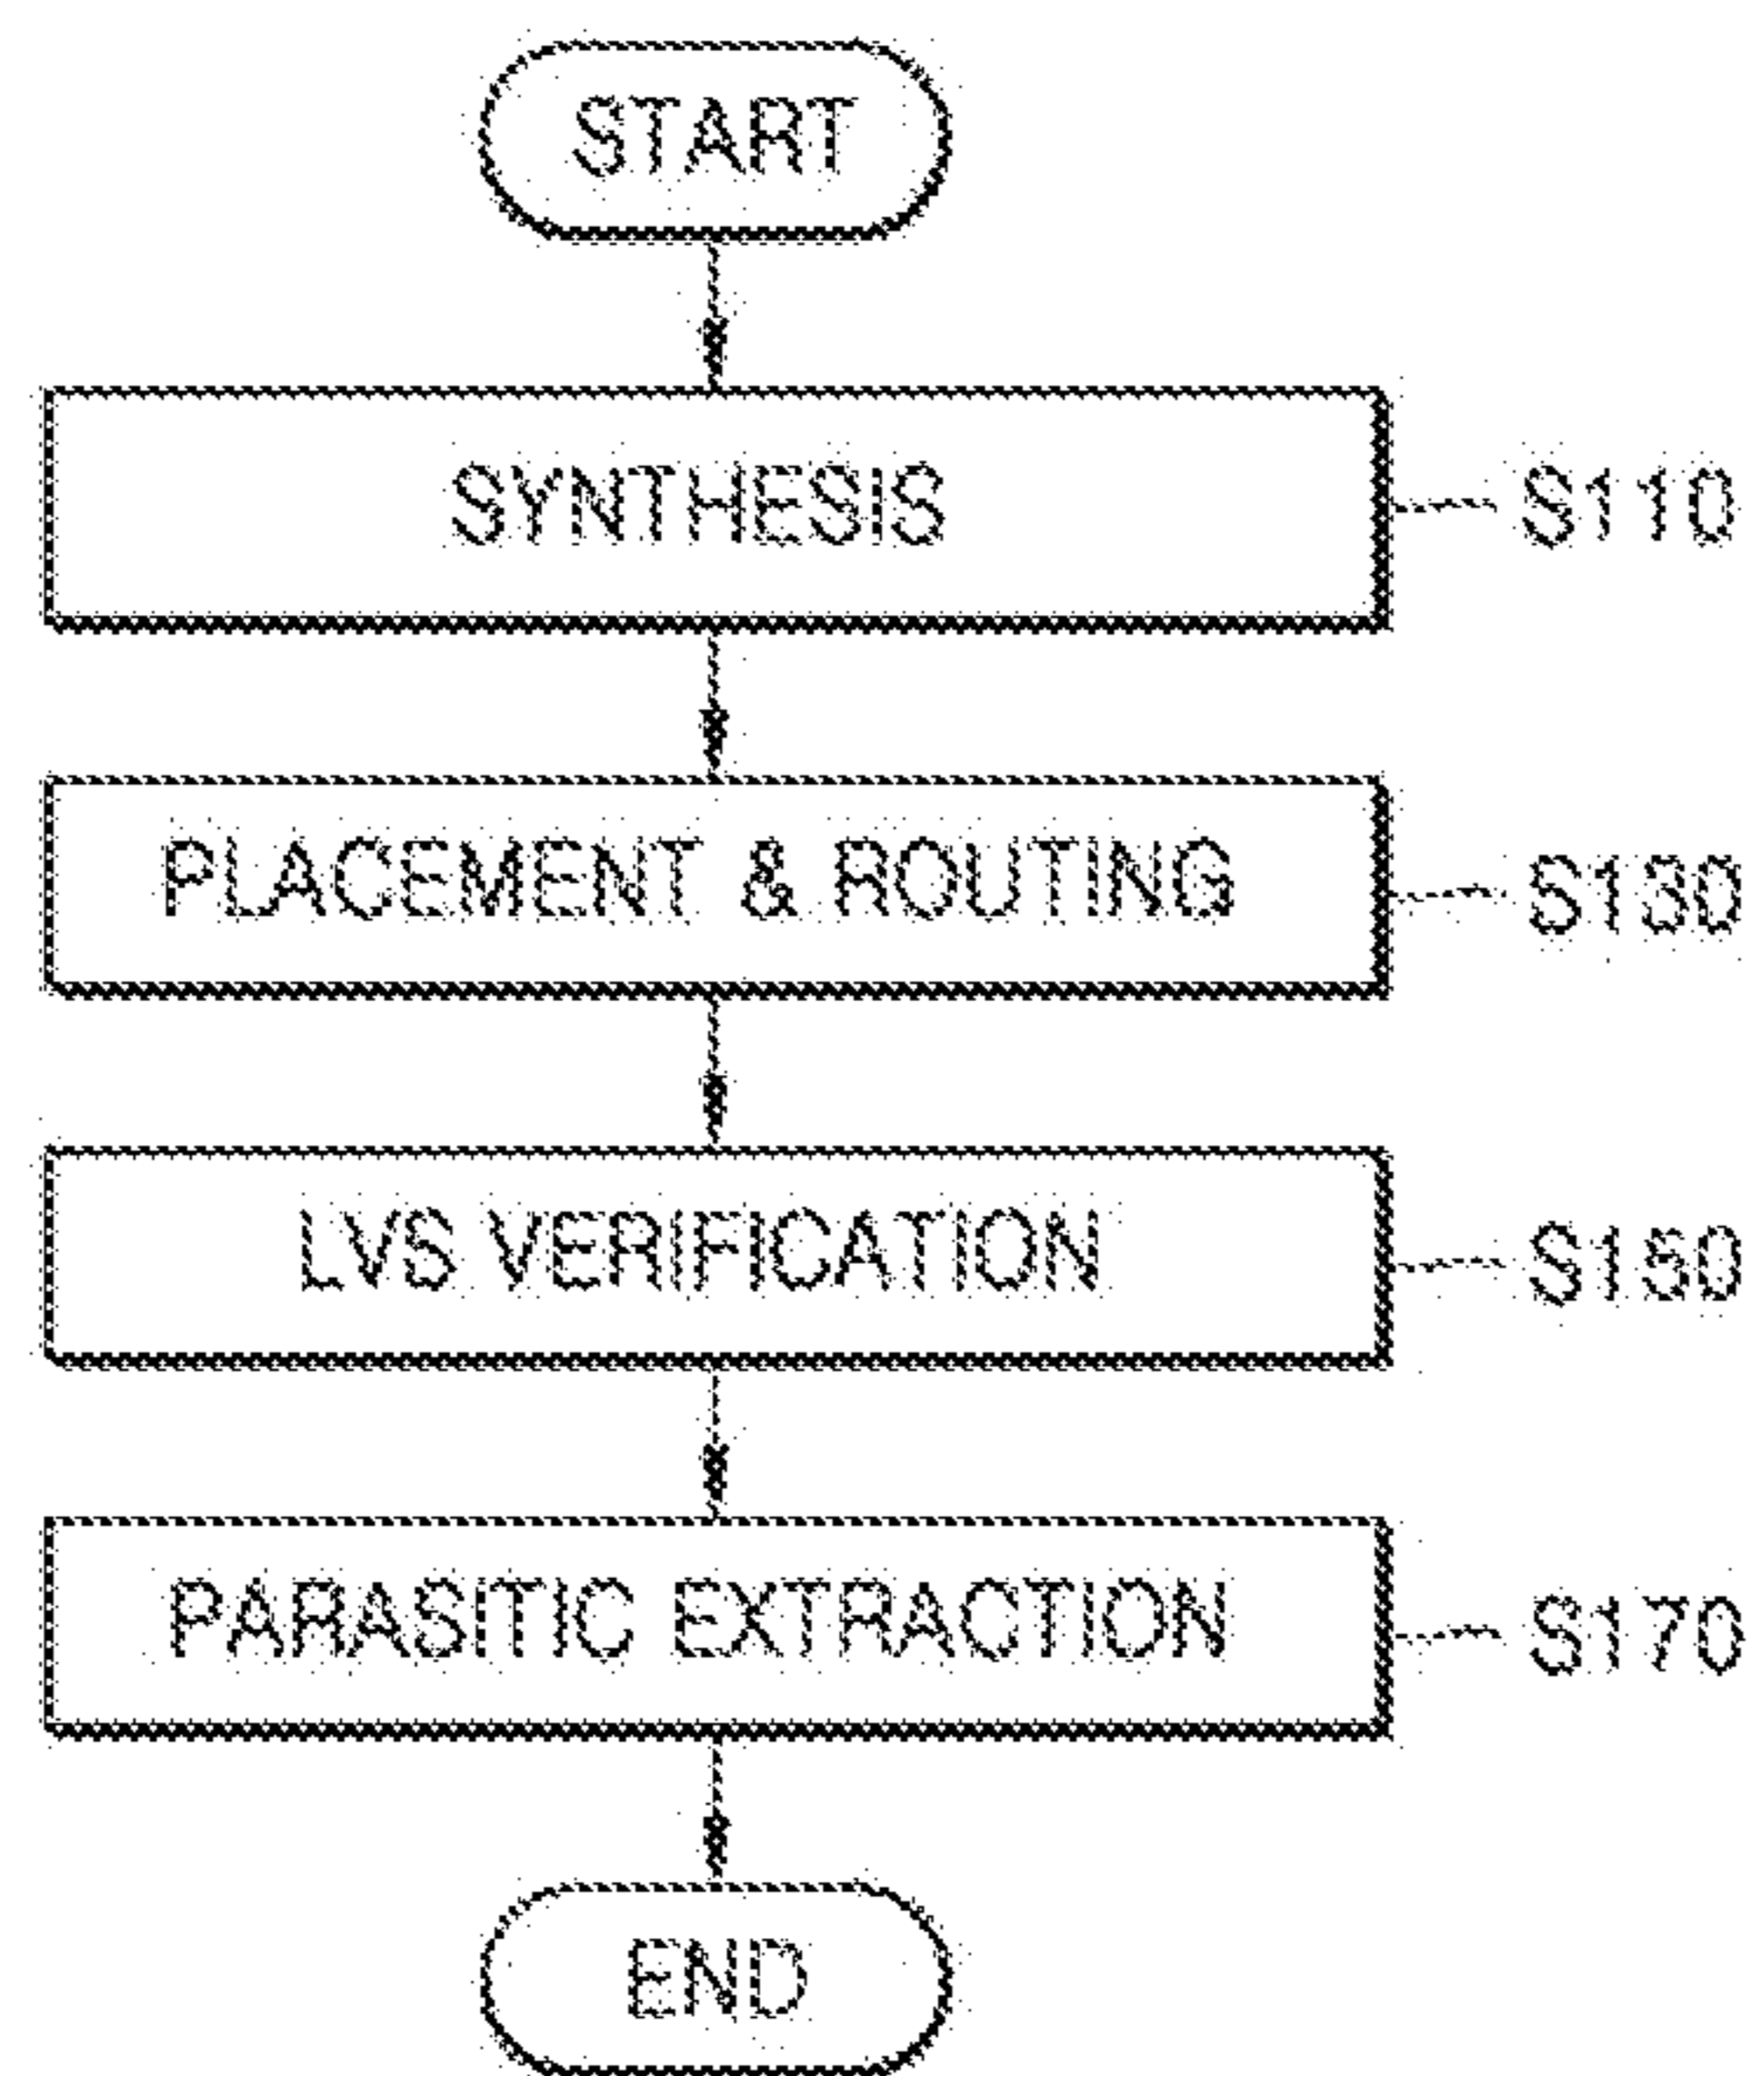 START
SYNTHESIS
S110
PLACEMENT & ROUTING
S130
LVS VERIFICATION
S150
PARASITIC EXTRACTION
S170
END